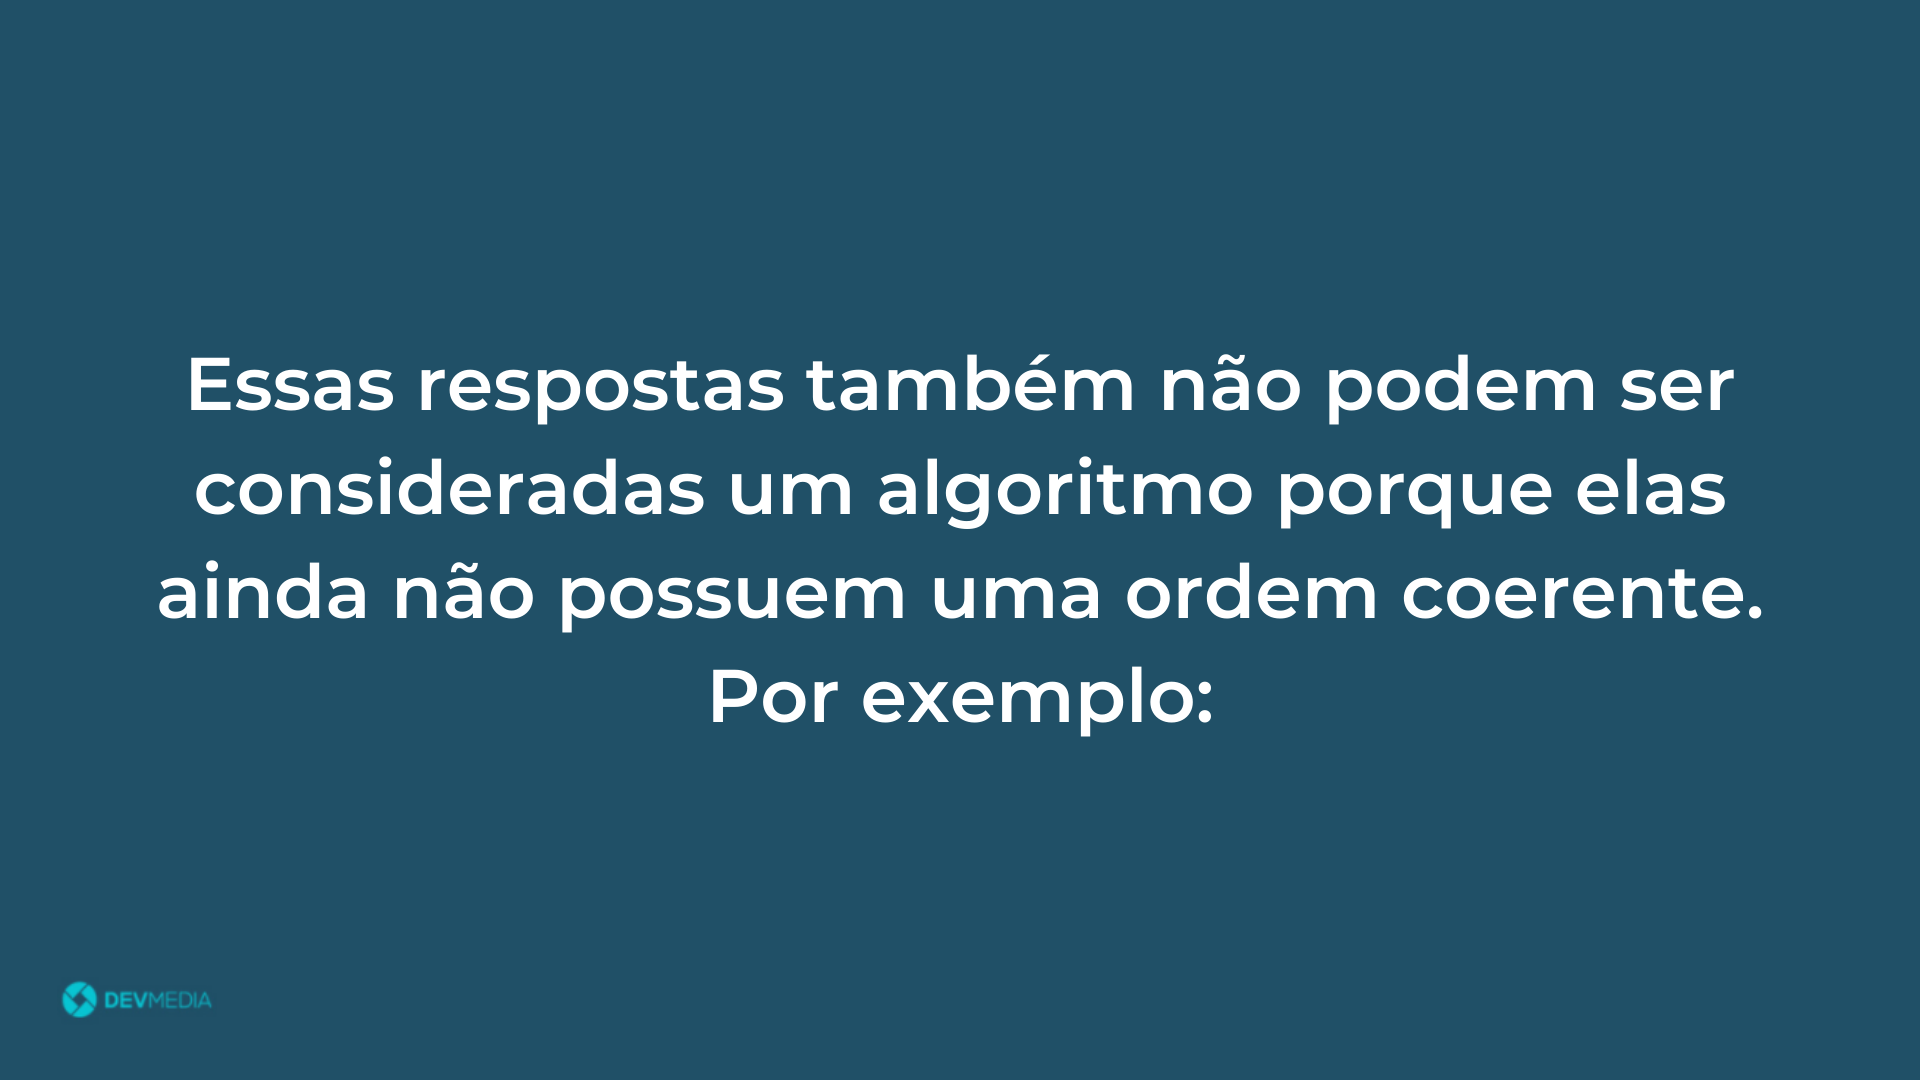 Essas respostas também não podem ser
consideradas um algoritmo porque elas
ainda não possuem uma ordem coerente.
Por exemplo:
DEVMEDIA